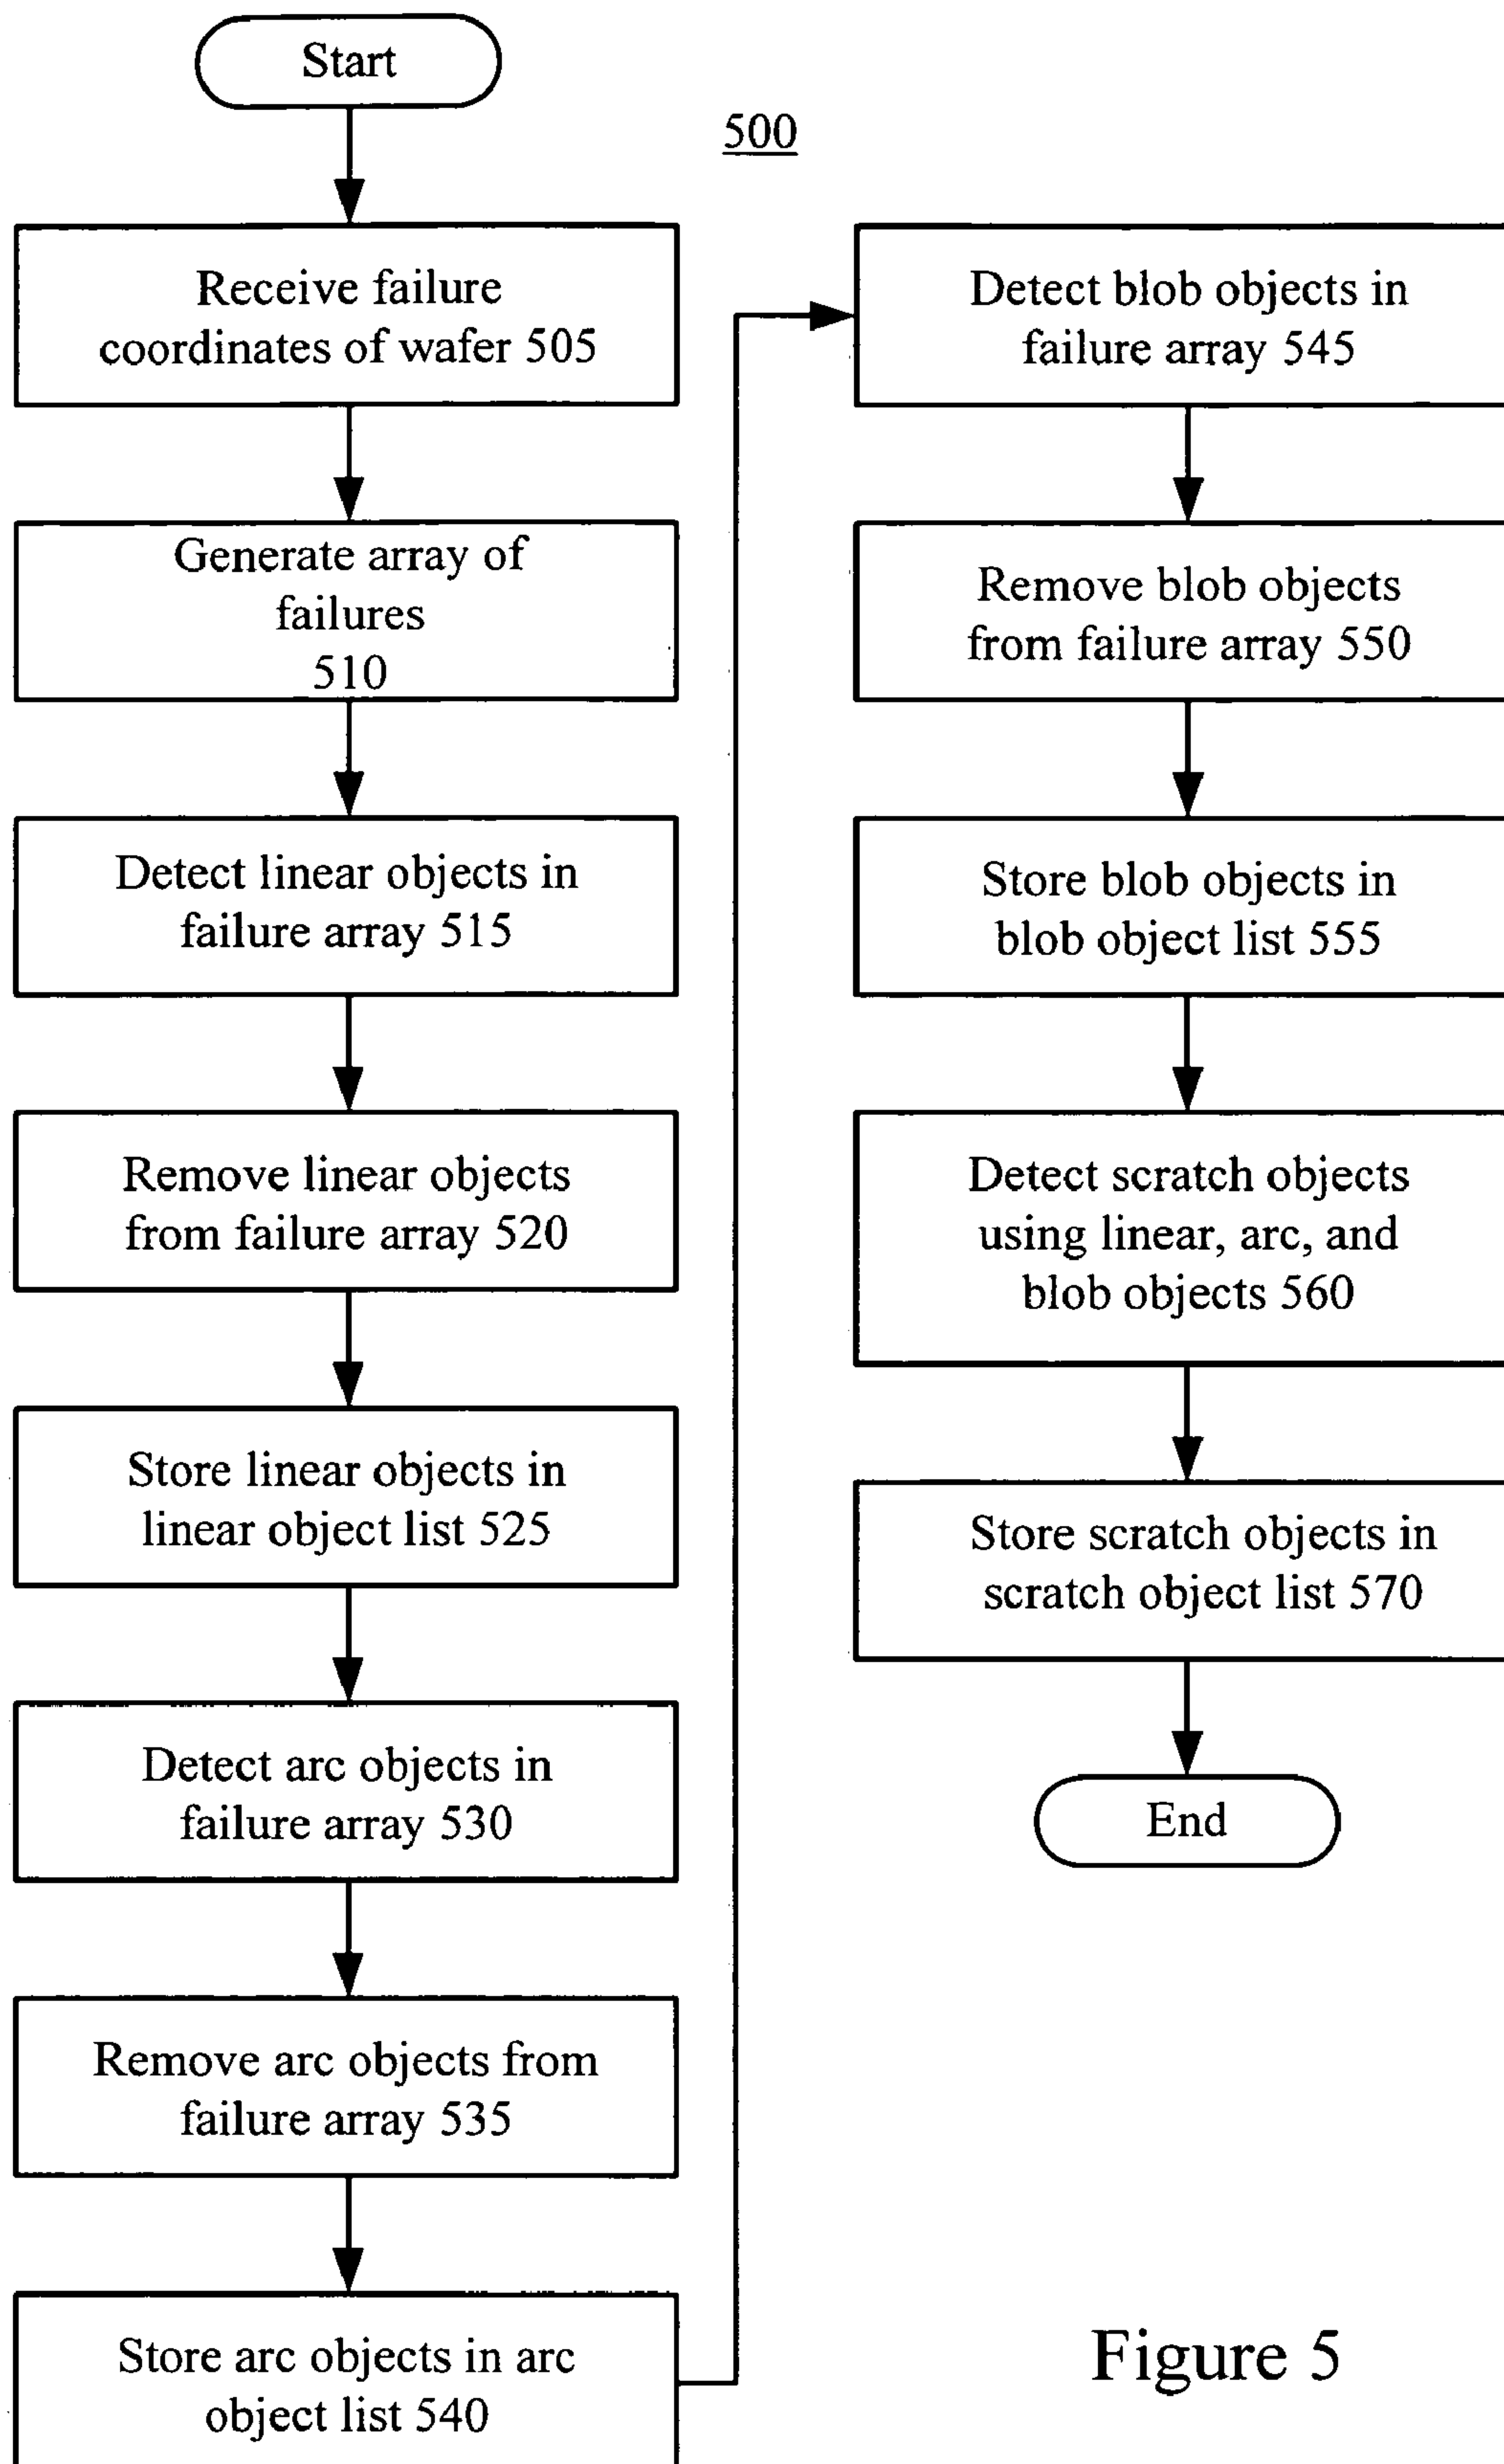 Start
500
Receive failure
coordinates of wafer 505
Generate array of
failures
510
Detect linear objects in
failure array 515
Remove linear objects
from failure array 520
Store linear objects in
linear object list 525
Detect arc objects in
failure array 530
Remove arc objects from
failure array 535
Store arc objects in arc
object list 540
Detect blob objects in
failure array 545
Remove blob objects
from failure array 550
Store blob objects in
blob object list 555
Detect scratch objects
using linear, arc, and
blob objects 560
Store scratch objects in
scratch object list 570
End
Figure 5